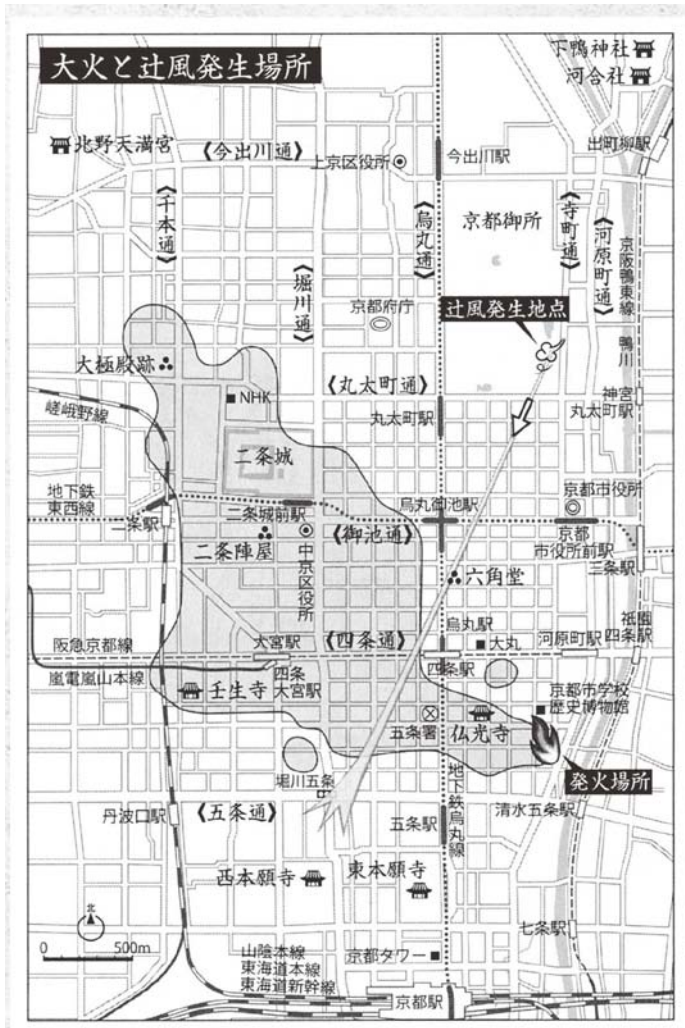 大火と辻風発生場所
下鴨神社
河合社
北野天満宮
《今出川通》
上京区役所
今出川駅
出町柳駅
《千本通》
《烏丸通》
京都御所
《寺町通》
《河原町通》
京阪鴨東線
《堀川通》
京都府庁
辻風発生地点
鴨川
大極殿跡
NHK
《丸太町通》
丸太町駅
神宮
丸太町駅
嵯峨野線
二条城
地下鉄
東西線
二条駅
二条城前駅
烏丸御池駅
京都市役所
《御池通》
京都
市役所前駅
三条駅
二条陣屋
中京区役所
六角堂
烏丸駅
大丸
河原町駅
祇園
四条駅
阪急京都線
大宮駅
《四条通》
四条駅
嵐電嵐山本線
四条
大宮駅
壬生寺
京都市学校
歴史博物館
五条署
仏光寺
発火場所
堀川五条
《五条通》
丹波口駅
五条駅
地下鉄烏丸線
清水五条駅
西本願寺
東本願寺
北
0
500m
七条駅
山陰本線
東海道本線
東海道新幹線
京都タワー
京都駅